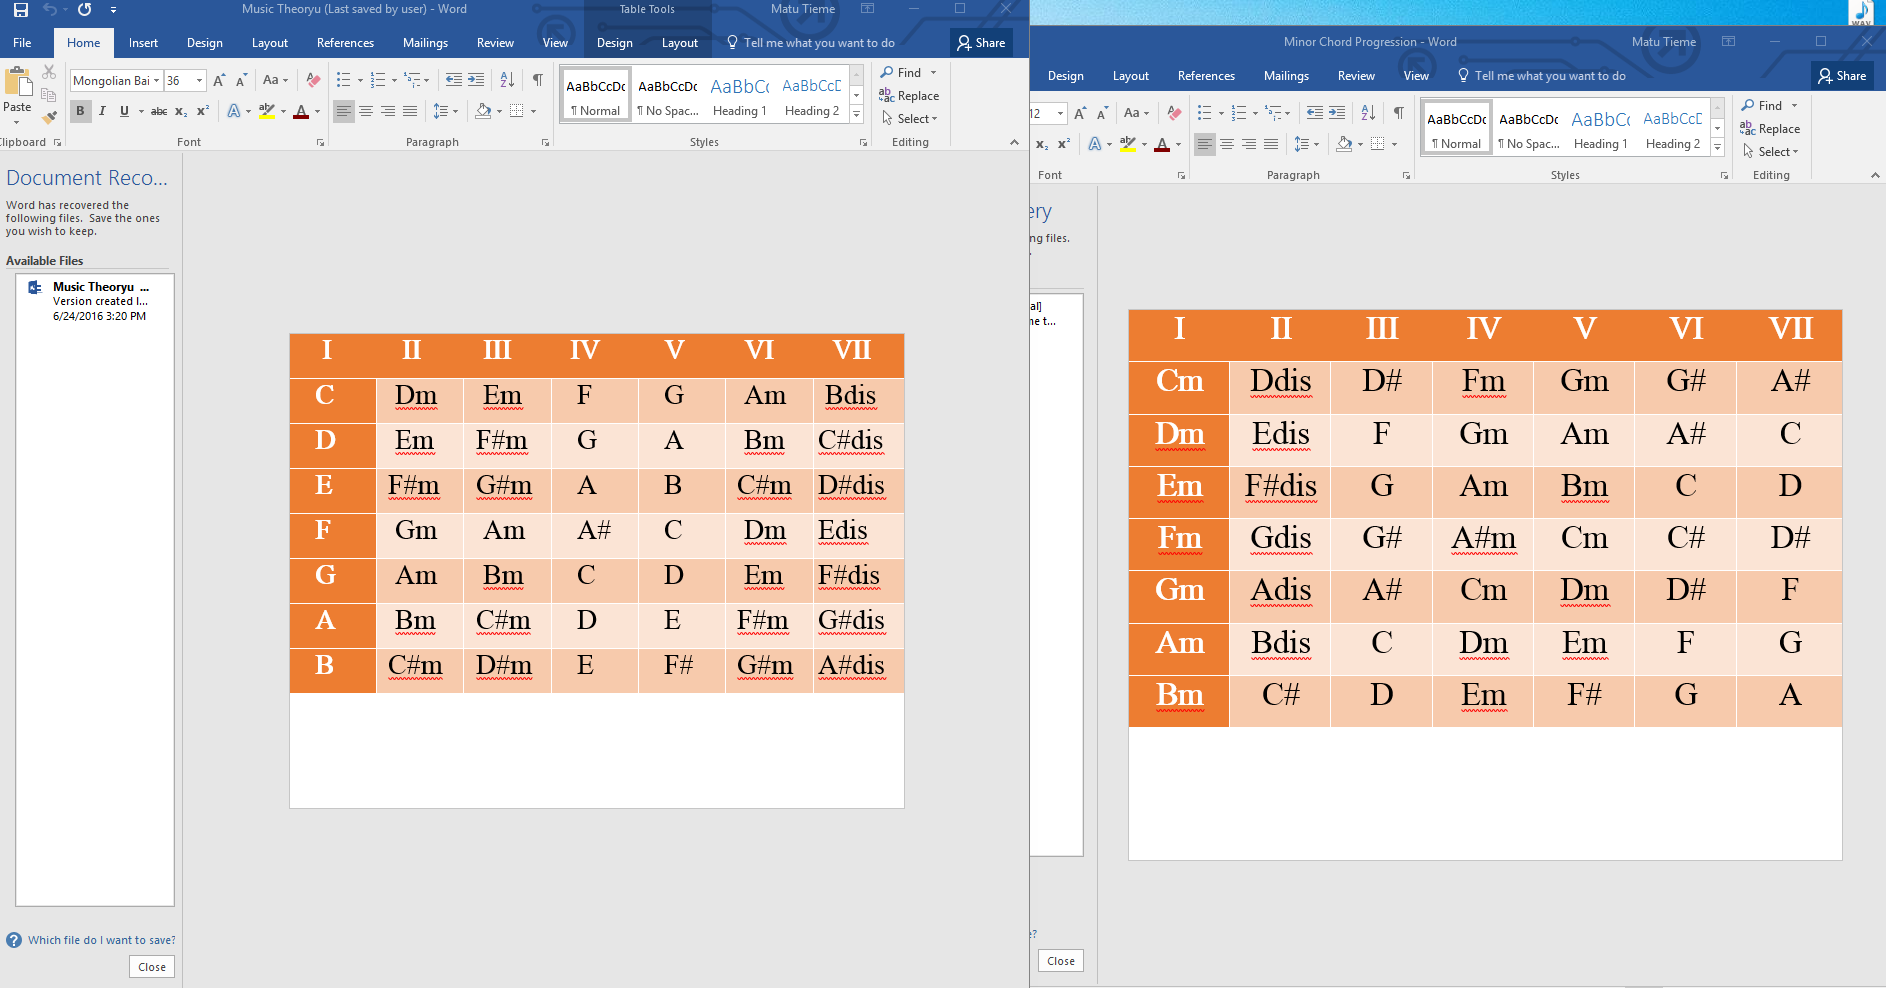 Music Theoryu (Last saved by user) - Word
Table Tools
Matu Tieme
File Home Insert Design Layout References Mailings Review View Design Layout Tell me what you want to do Share
Paste
Mongolian Bai 36 Aa
B I U abc x₂ x² A ab A
AaBbCcDc AaBbCcDc AaBbC AaBbCcE
¶ Normal ¶ No Spac... Heading 1 Heading 2
Find
Replace
Select
Clipboard Font Paragraph Styles Editing
Document Reco...
Word has recovered the
following files. Save the ones
you wish to keep.
Available Files
Music Theoryu ...
Version created l...
6/24/2016 3:20 PM
Which file do I want to save?
Close
I II III IV V VI VII
C Dm Em F G Am Bdis
D Em F#m G A Bm C#dis
E F#m G#m A B C#m D#dis
F Gm Am A# C Dm Edis
G Am Bm C D Em F#dis
A Bm C#m D E F#m G#dis
B C#m D#m E F# G#m A#dis
WAV
Minor Chord Progression - Word
Matu Tieme
Design Layout References Mailings Review View Tell me what you want to do Share
12 Aa
x₂ x² A ab A
AaBbCcDc AaBbCcDc AaBbC AaBbCcE
¶ Normal ¶ No Spac... Heading 1 Heading 2
Find
Replace
Select
Font Paragraph Styles Editing
ery
ng files.
al]
ne t...
e?
Close
I II III IV V VI VII
Cm Ddis D# Fm Gm G# A#
Dm Edis F Gm Am A# C
Em F#dis G Am Bm C D
Fm Gdis G# A#m Cm C# D#
Gm Adis A# Cm Dm D# F
Am Bdis C Dm Em F G
Bm C# D Em F# G A